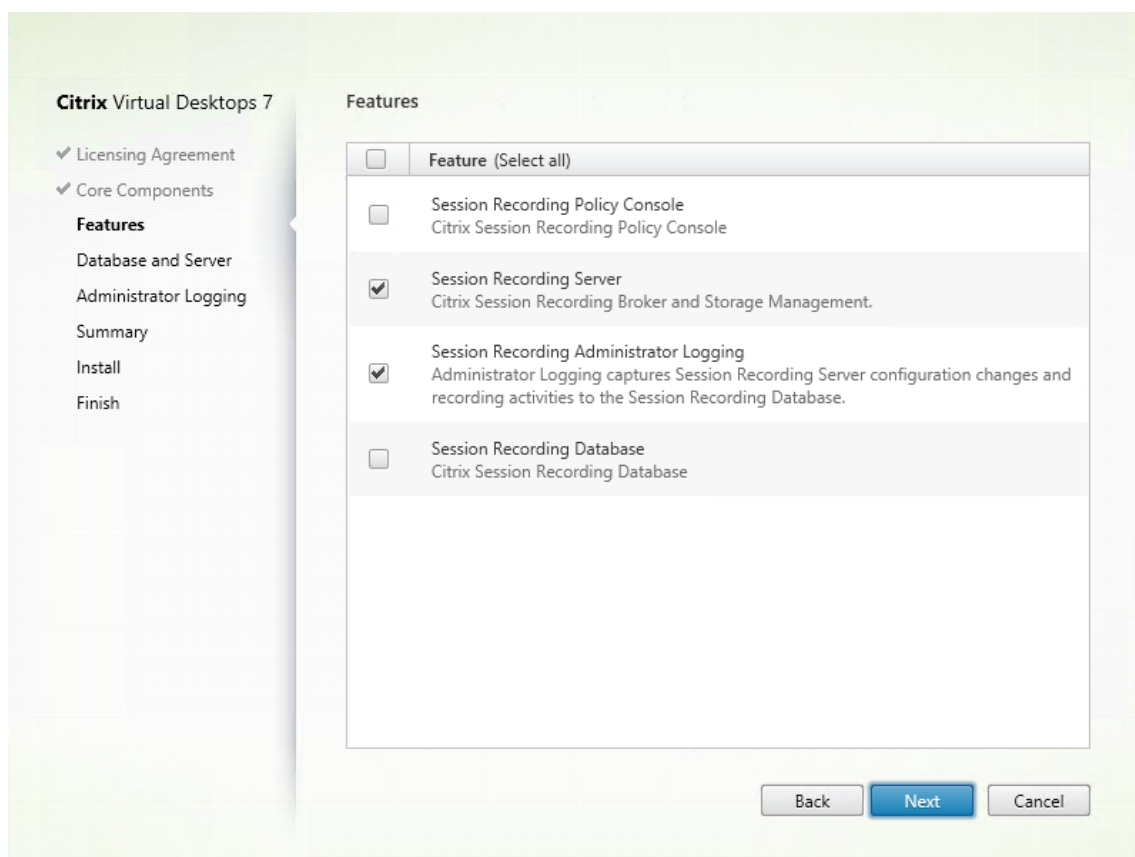 Citrix Virtual Desktops 7
Licensing Agreement
Core Components
Features
Database and Server
Administrator Logging
Summary
Install
Finish
Features
Feature (Select all)
Session Recording Policy Console
Citrix Session Recording Policy Console
Session Recording Server
Citrix Session Recording Broker and Storage Management.
Session Recording Administrator Logging
Administrator Logging captures Session Recording Server configuration changes and
recording activities to the Session Recording Database.
Session Recording Database
Citrix Session Recording Database
Back
Next
Cancel